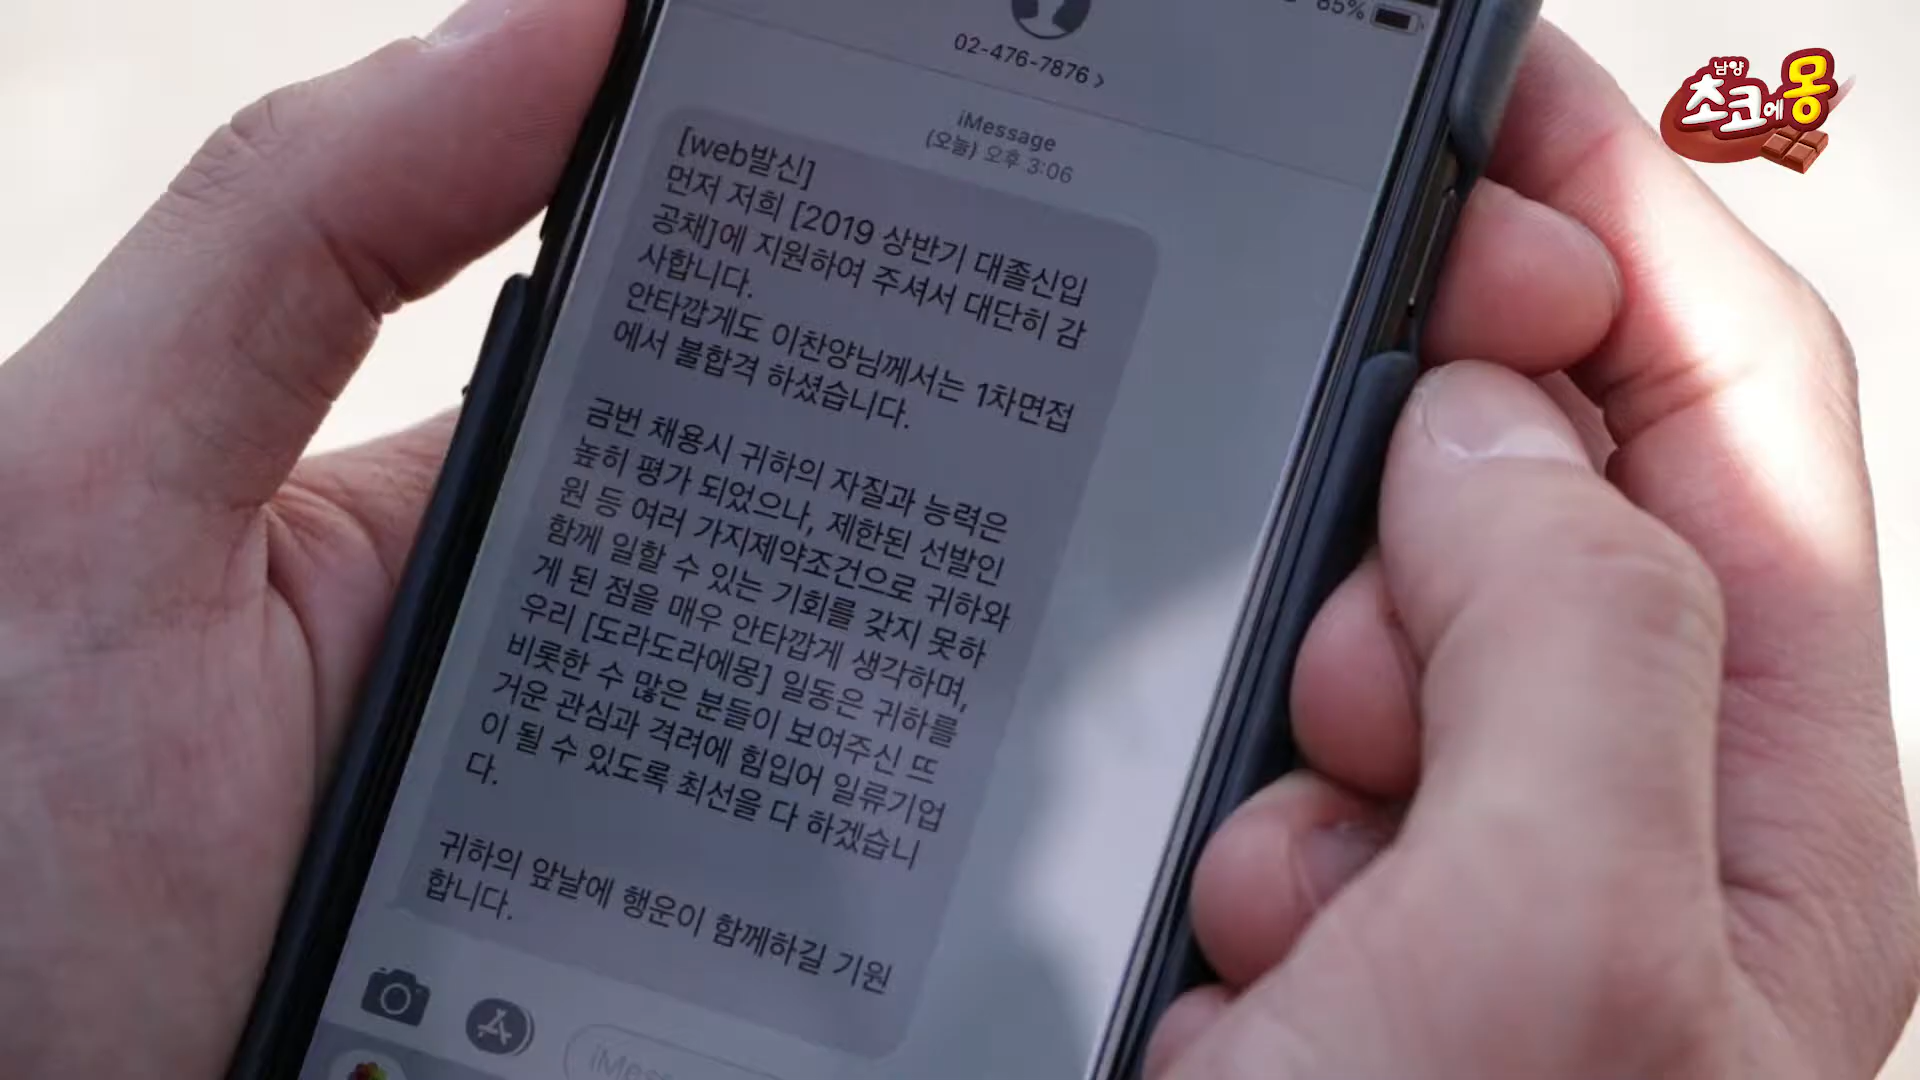 85%
02-476-7876 >
남양
초코에몽
iMessage
(오늘) 오후 3:06
[web발신]
먼저 저희 [2019 상반기 대졸신입
공채]에 지원하여 주셔서 대단히 감
사합니다.
안타깝게도 이찬양님께서는 1차면접
에서 불합격 하셨습니다.
금번 채용시 귀하의 자질과 능력은
높히 평가 되었으나, 제한된 선발인
원 등 여러 가지제약조건으로 귀하와
함께 일할 수 있는 기회를 갖지 못하
게 된 점을 매우 안타깝게 생각하며,
우리 [도라도라에몽] 일동은 귀하를
비롯한 수 많은 분들이 보여주신 뜨
거운 관심과 격려에 힘입어 일류기업
이 될 수 있도록 최선을 다 하겠습니
다.
귀하의 앞날에 행운이 함께하길 기원
합니다.